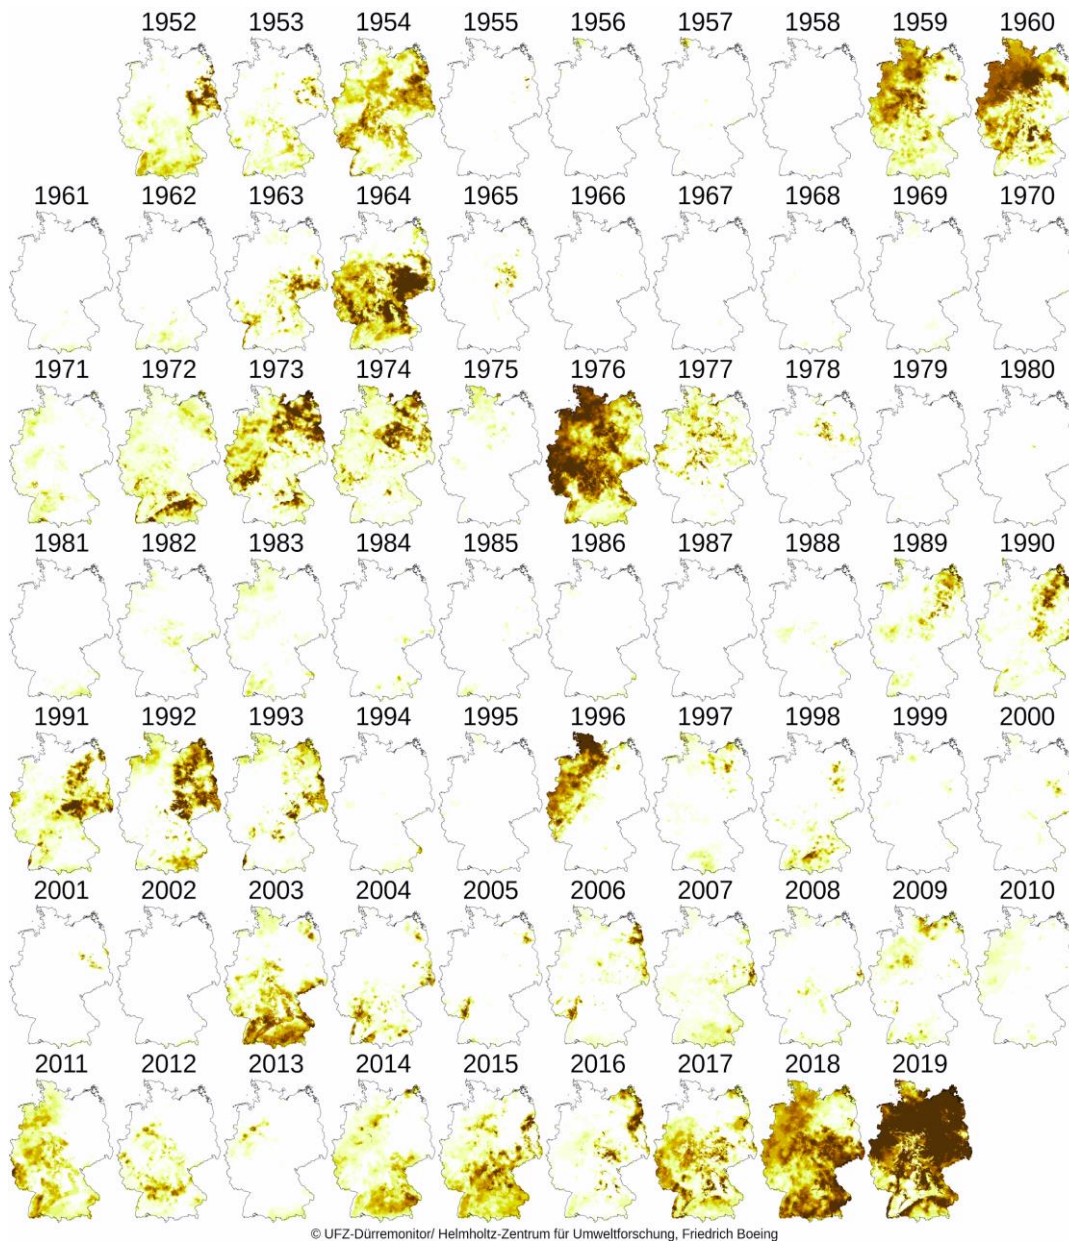 1952 1953 1954 1955 1956 1957 1958 1959 1960
1961 1962 1963 1964 1965 1966 1967 1968 1969 1970
1971 1972 1973 1974 1975 1976 1977 1978 1979 1980
1981 1982 1983 1984 1985 1986 1987 1988 1989 1990
1991 1992 1993 1994 1995 1996 1997 1998 1999 2000
2001 2002 2003 2004 2005 2006 2007 2008 2009 2010
2011 2012 2013 2014 2015 2016 2017 2018 2019
© UFZ-Dürremonitor/ Helmholtz-Zentrum für Umweltforschung, Friedrich Boeing